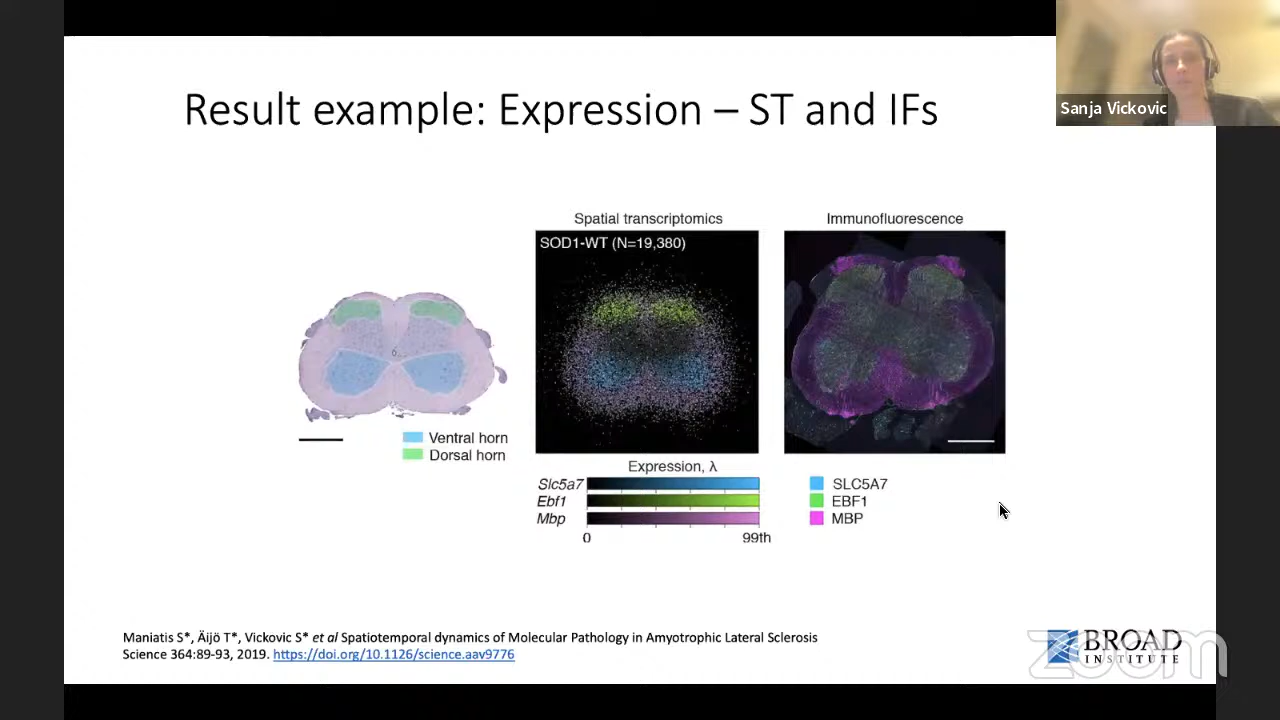 Sanja Vickovic
Result example: Expression – ST and IFs
Spatial transcriptomics
Immunofluorescence
SOD1-WT (N=19,380)
Ventral horn
Dorsal horn
Expression, λ
Slc5a7
Ebf1
Mbp
0
99th
SLC5A7
EBF1
MBP
Maniatis S*, Äijö T*, Vickovic S* et al Spatiotemporal dynamics of Molecular Pathology in Amyotrophic Lateral Sclerosis
Science 364:89-93, 2019. https://doi.org/10.1126/science.aav9776
BROAD
INSTITUTE
zoom